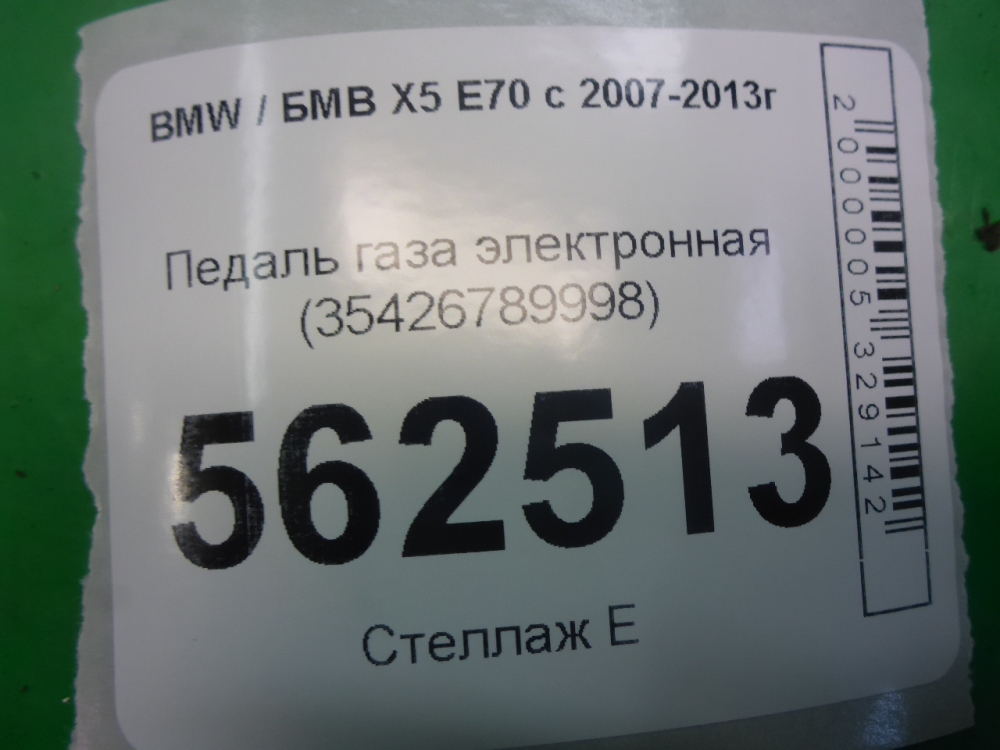 BMW / БМВ X5 E70 с 2007-2013г
Педаль газа электронная
(35426789998)
562513
Стеллаж Е
2000005329142